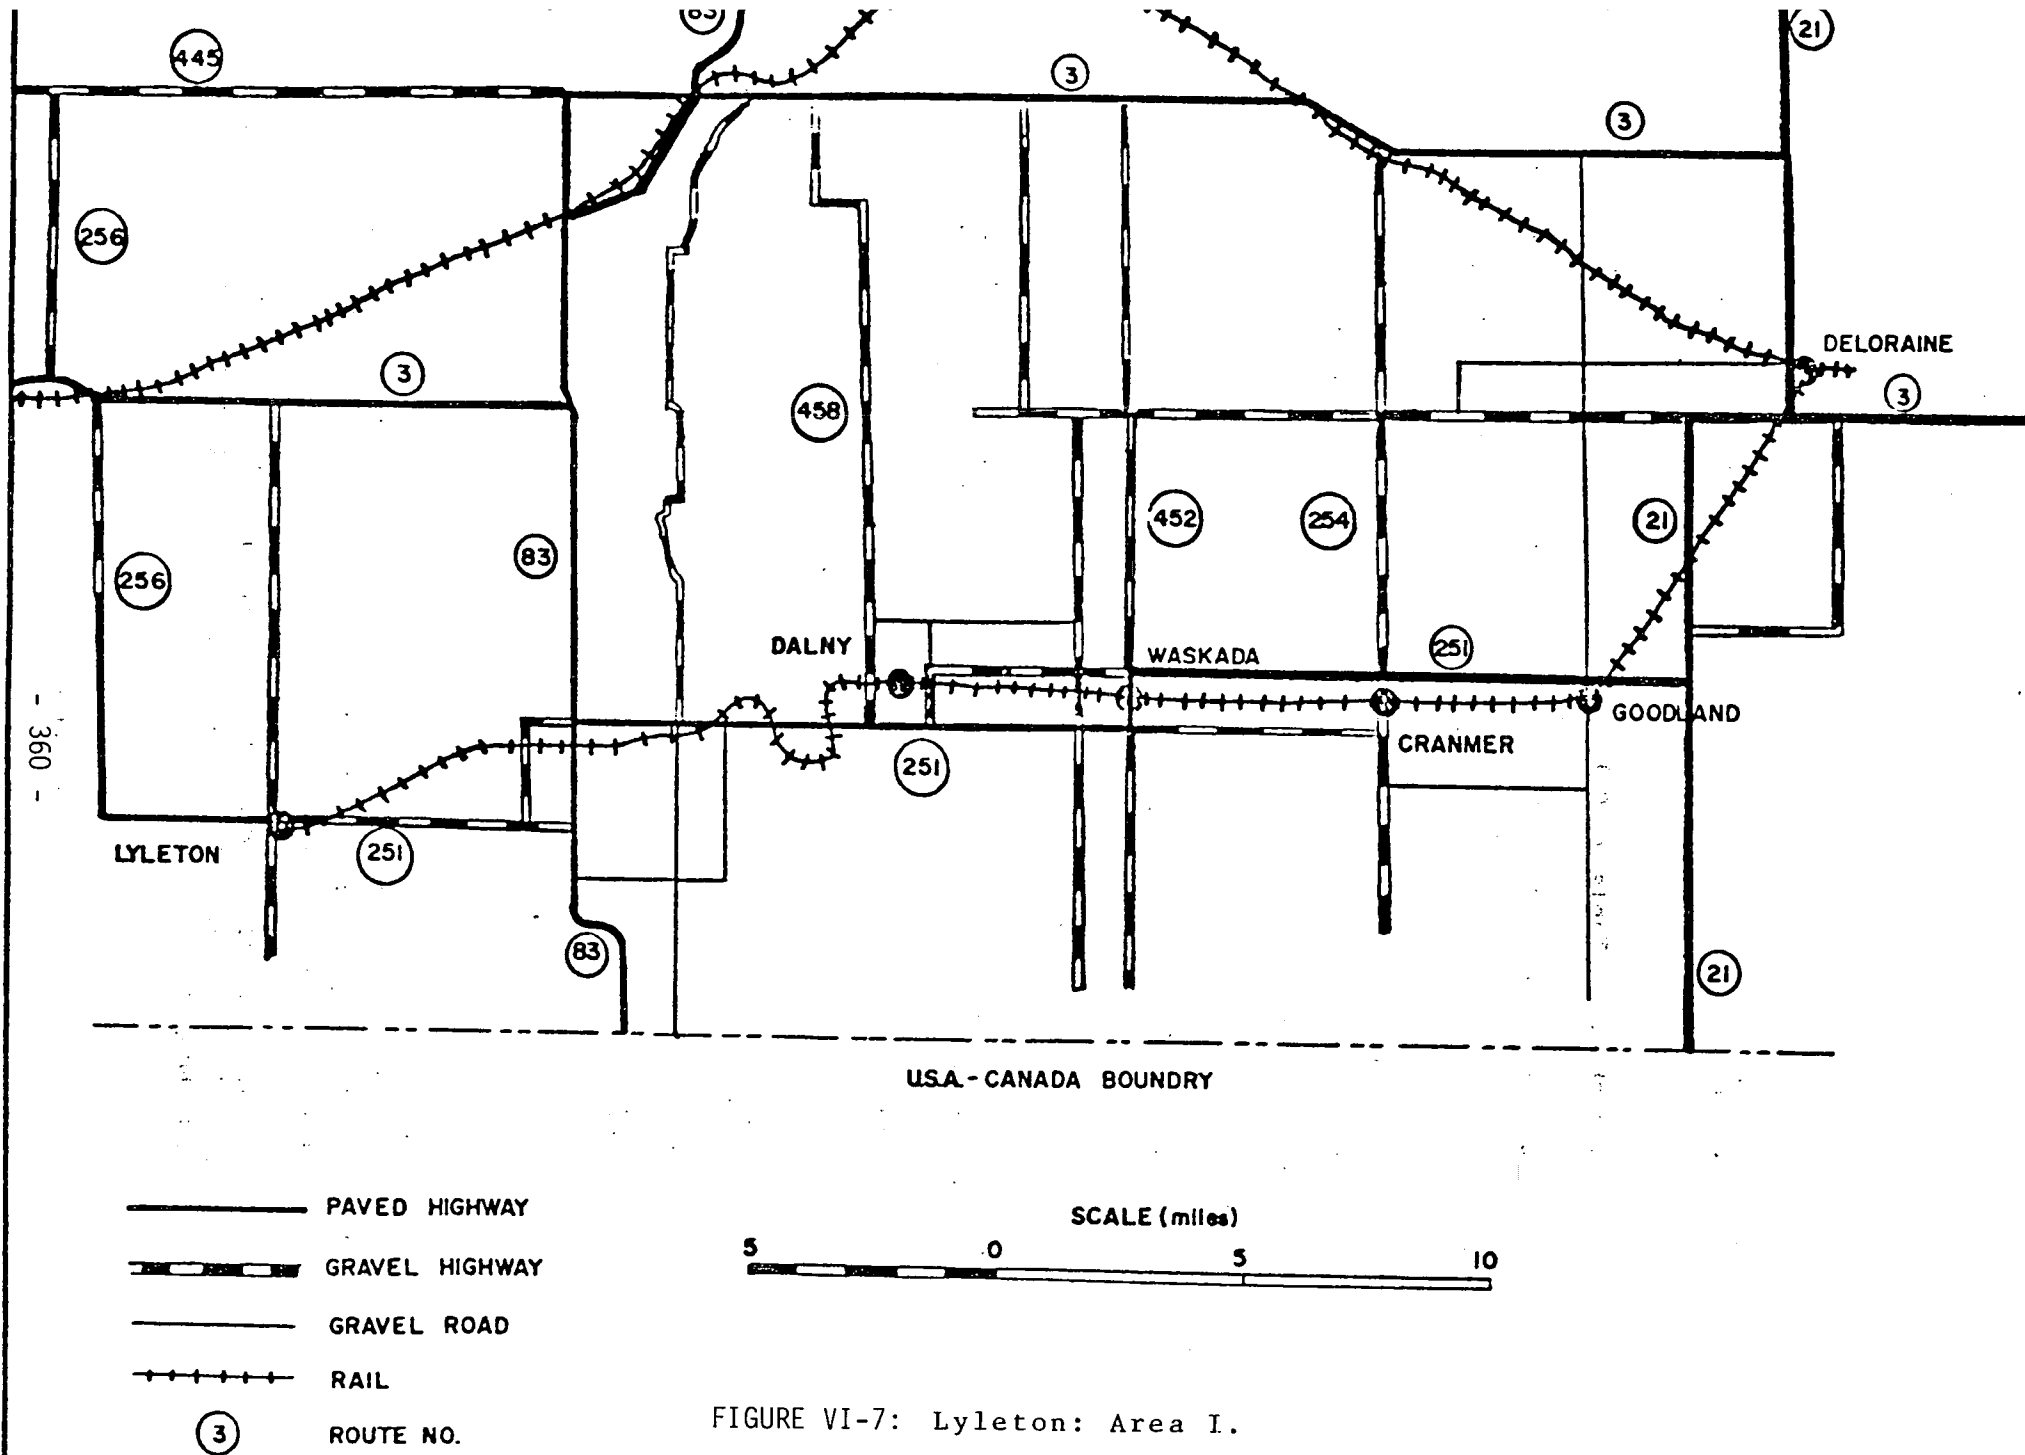 83
21
445
3
3
256
DELORAINE
3
3
458
452
254
21
83
256
DALNY
WASKADA
251
GOODLAND
CRANMER
251
LYLETON
251
83
21
- 360 -
U.S.A.- CANADA BOUNDRY
PAVED HIGHWAY
GRAVEL HIGHWAY
GRAVEL ROAD
RAIL
3 ROUTE NO.
SCALE (miles)
5 0 5 10
FIGURE VI-7: Lyleton: Area I.